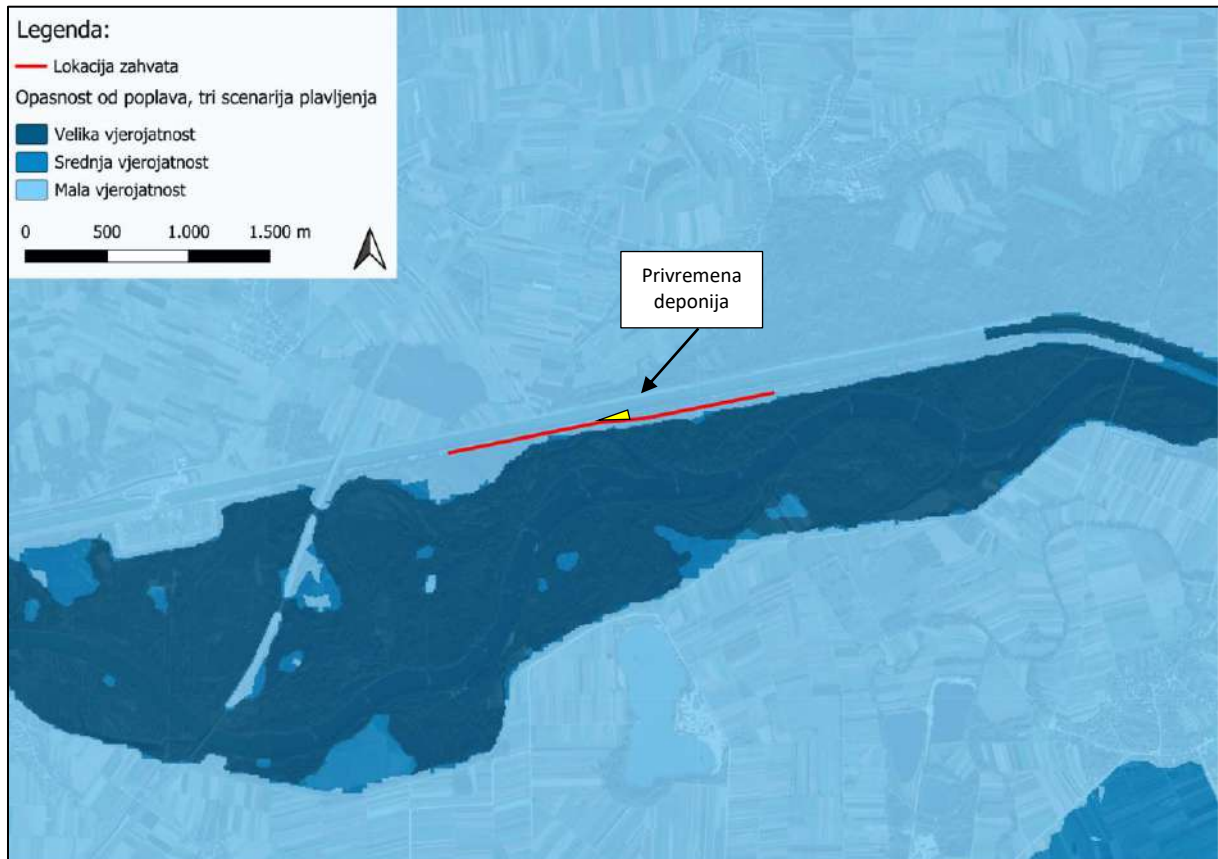 Legenda:
Lokacija zahvata
Opasnost od poplava, tri scenarija plavljenja
Velika vjerojatnost
Srednja vjerojatnost
Mala vjerojatnost
0 500 1.000 1.500 m
Privremena
deponija